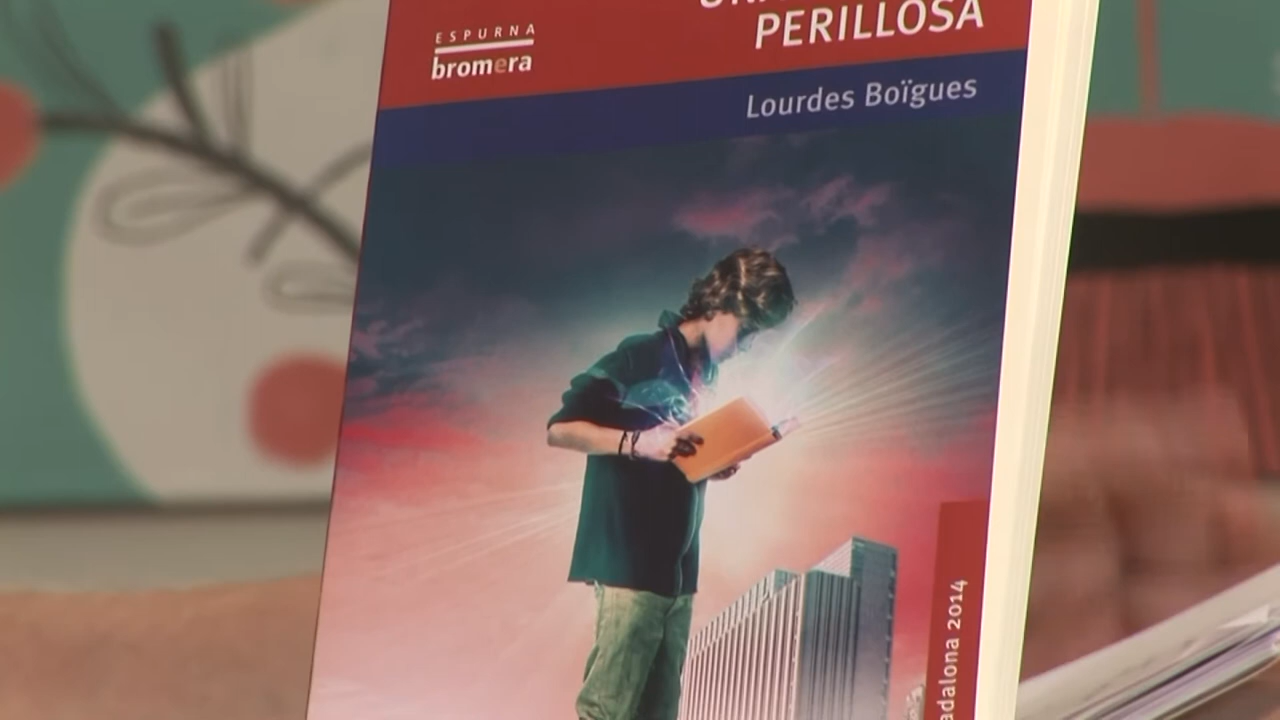 PERILLOSA
ESPURNA
bromera
Lourdes Boïgues
adalona 2014